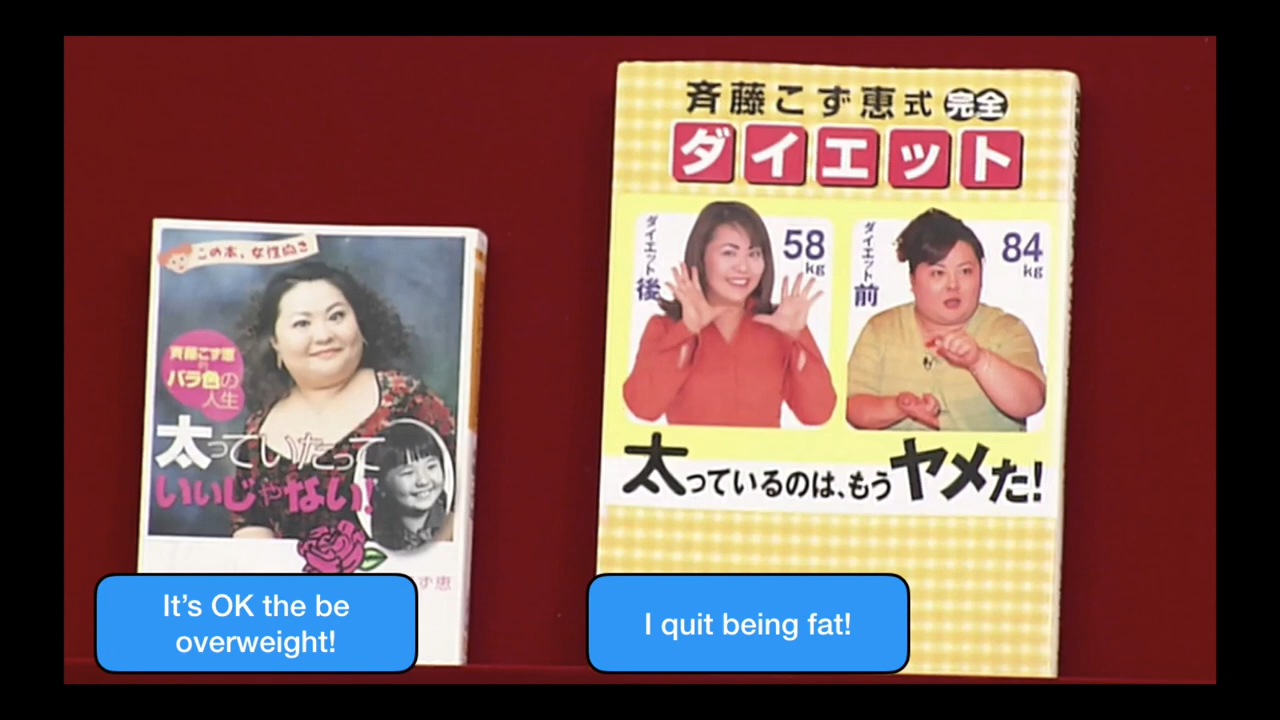 この本、女性向き
斉藤こず恵
的
バラ色の
人生
太っていたって
いいじゃない!
ず恵
It's OK the be
overweight!
斉藤こず恵式 完全
ダイエット
ダイエット後
58
kg
ダイエット前
84
kg
太っているのは、もうヤメた!
I quit being fat!